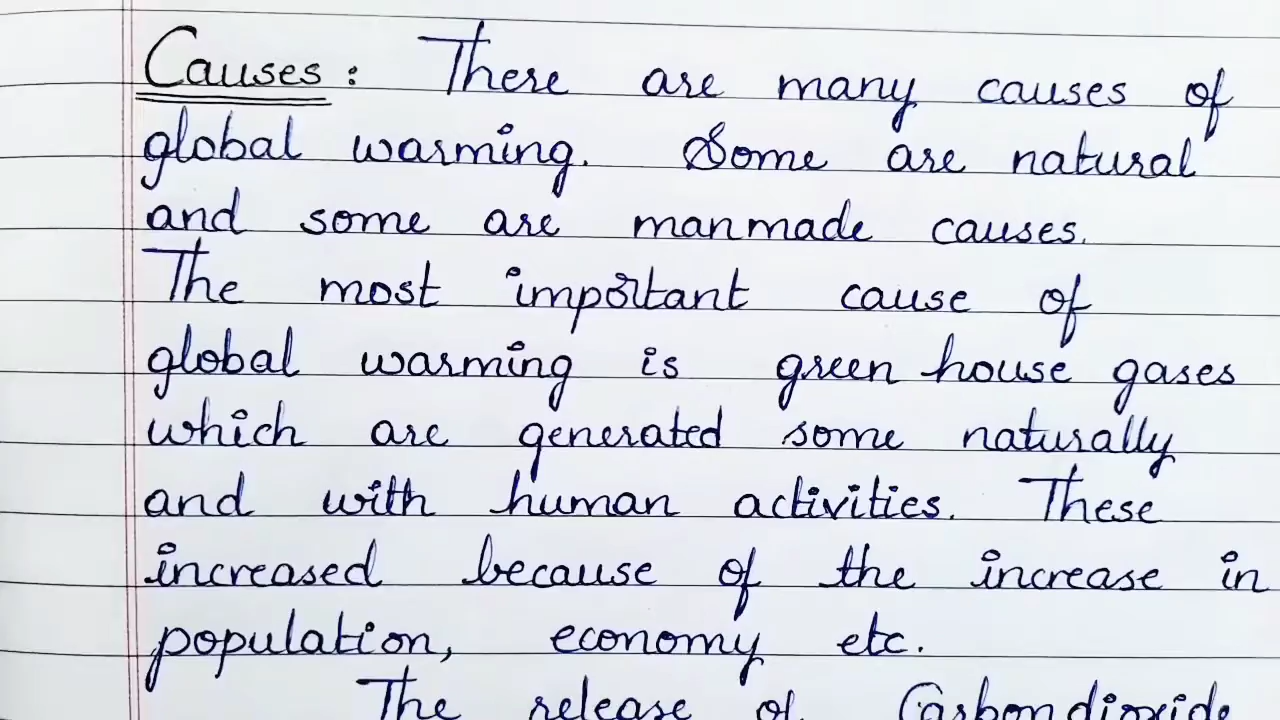 Causes : There are many causes of
global warming. Some are natural
and some are manmade causes.
The most important cause of
global warming is green house gases
which are generated some naturally
and with human activities. These
increased because of the increase in
population, economy etc.
The release of Carbondioxide